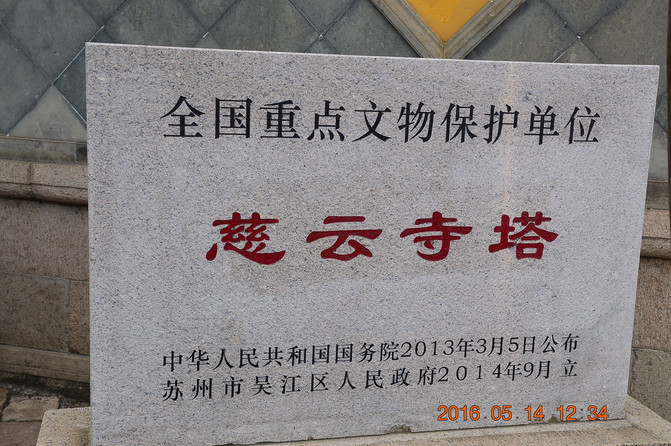 全国重点文物保护单位
慈云寺塔
中华人民共和国国务院2013年3月5日公布
苏州市吴江区人民政府2014年9月立
2016.05.14 12:34